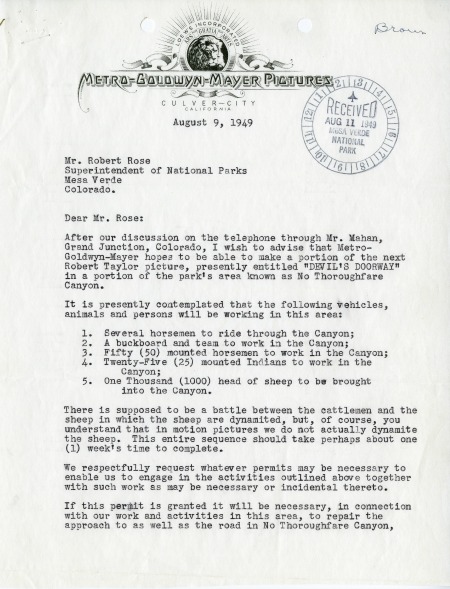 LOEWS INCORPORATED
ARS GRATIA ARTIS
METRO-GOLDWYN-MAYER PICTURES
CULVER-CITY
CALIFORNIA
August 9, 1949
RECEIVED
AUG 11 1949
MESA VERDE
NATIONAL
PARK
Mr. Robert Rose
Superintendent of National Parks
Mesa Verde
Colorado.
Dear Mr. Rose:
After our discussion on the telephone through Mr. Mahan,
Grand Junction, Colorado, I wish to advise that Metro-
Goldwyn-Mayer hopes to be able to make a portion of the next
Robert Taylor picture, presently entitled "DEVIL'S DOORWAY"
in a portion of the park's area known as No Thoroughfare
Canyon.
It is presently contemplated that the following vehicles,
animals and persons will be working in this area:
1. Several horsemen to ride through the Canyon;
2. A buckboard and team to work in the Canyon;
3. Fifty (50) mounted horsemen to work in the Canyon;
4. Twenty-Five (25) mounted Indians to work in the
Canyon;
5. One Thousand (1000) head of sheep to be brought
into the Canyon.
There is supposed to be a battle between the cattlemen and the
sheep in which the sheep are dynamited, but, of course, you
understand that in motion pictures we do not actually dynamite
the sheep. This entire sequence should take perhaps about one
(1) week's time to complete.
We respectfully request whatever permits may be necessary to
enable us to engage in the activities outlined above together
with such work as may be necessary or incidental thereto.
If this permit is granted it will be necessary, in connection
with our work and activities in this area, to repair the
approach to as well as the road in No Thoroughfare Canyon,